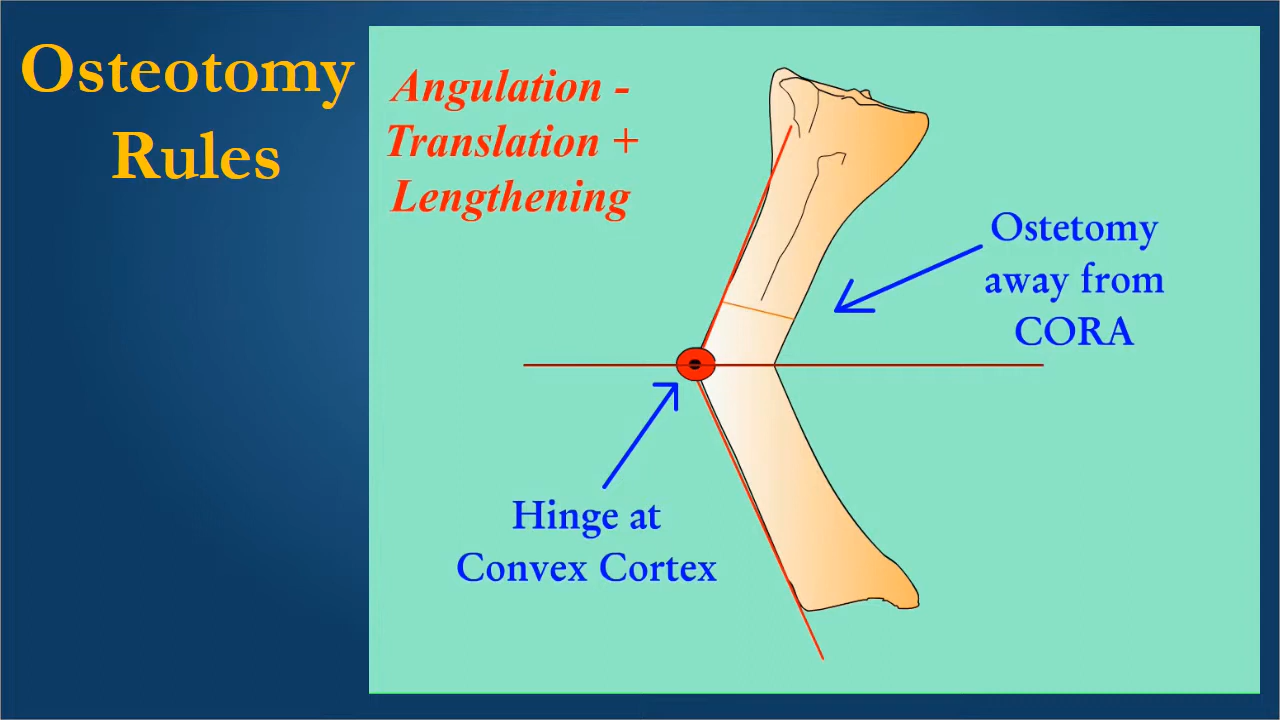 Osteotomy
Rules
Angulation -
Translation +
Lengthening
Ostetomy
away from
CORA
Hinge at
Convex Cortex